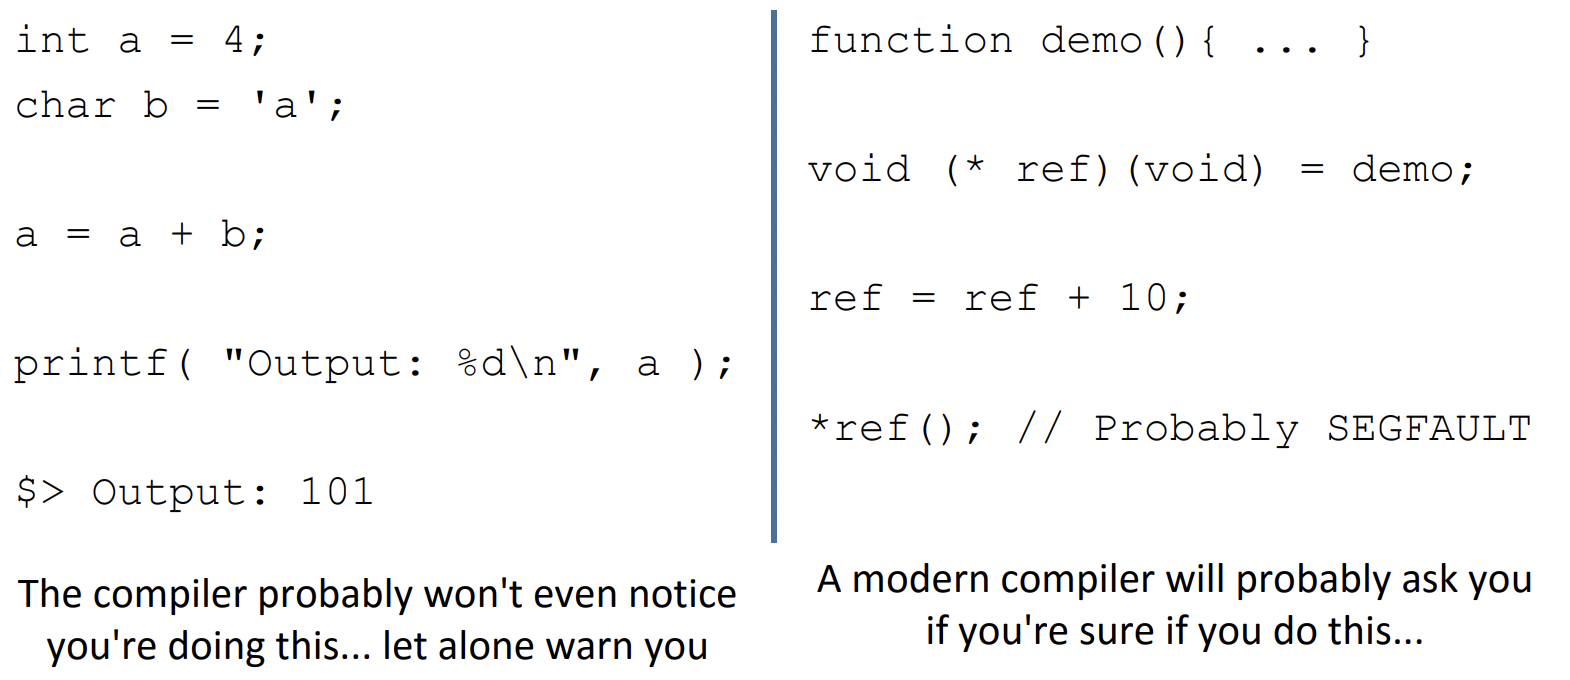 int a = 4;
char b = 'a';
a = a + b;
printf( "Output: %d\n", a );
$> Output: 101
The compiler probably won't even notice
you're doing this... let alone warn you
function demo(){ ... }
void (* ref)(void) = demo;
ref = ref + 10;
*ref(); // Probably SEGFAULT
A modern compiler will probably ask you
if you're sure if you do this...